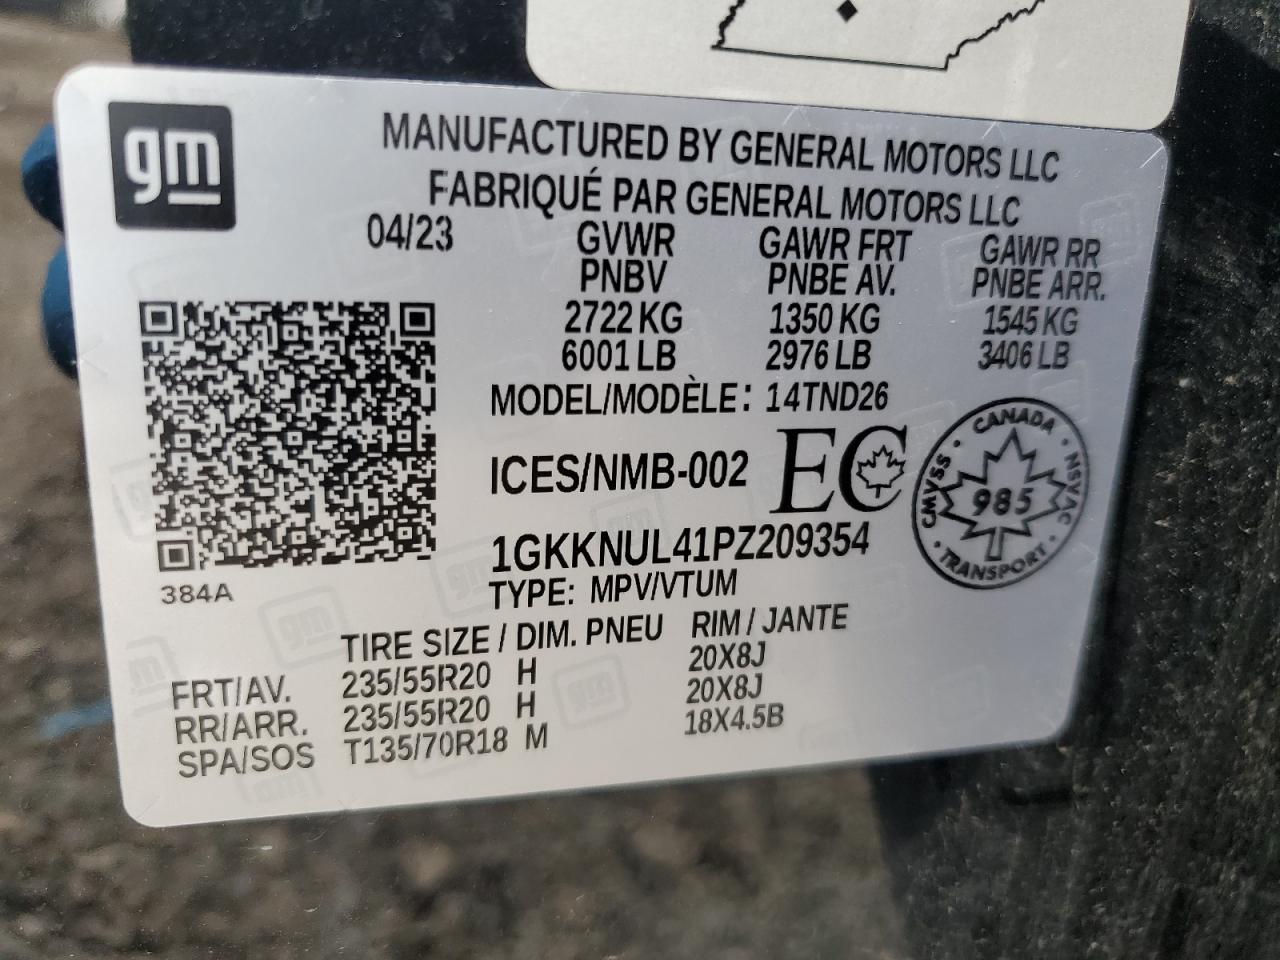 gm
MANUFACTURED BY GENERAL MOTORS LLC
FABRIQUÉ PAR GENERAL MOTORS LLC
04/23 GVWR GAWR FRT GAWR RR
PNBV PNBE AV. PNBE ARR.
2722 KG 1350 KG 1545 KG
6001 LB 2976 LB 3406 LB
MODEL/MODÈLE: 14TND26
ICES/NMB-002 EC
CANADA
CMVSS 985 NSVAC
TRANSPORT
1GKKNUL41PZ209354
384A
TYPE: MPV/VTUM
TIRE SIZE / DIM. PNEU RIM / JANTE
FRT/AV. 235/55R20 H 20X8J
RR/ARR. 235/55R20 H 20X8J
SPA/SOS T135/70R18 M 18X4.5B